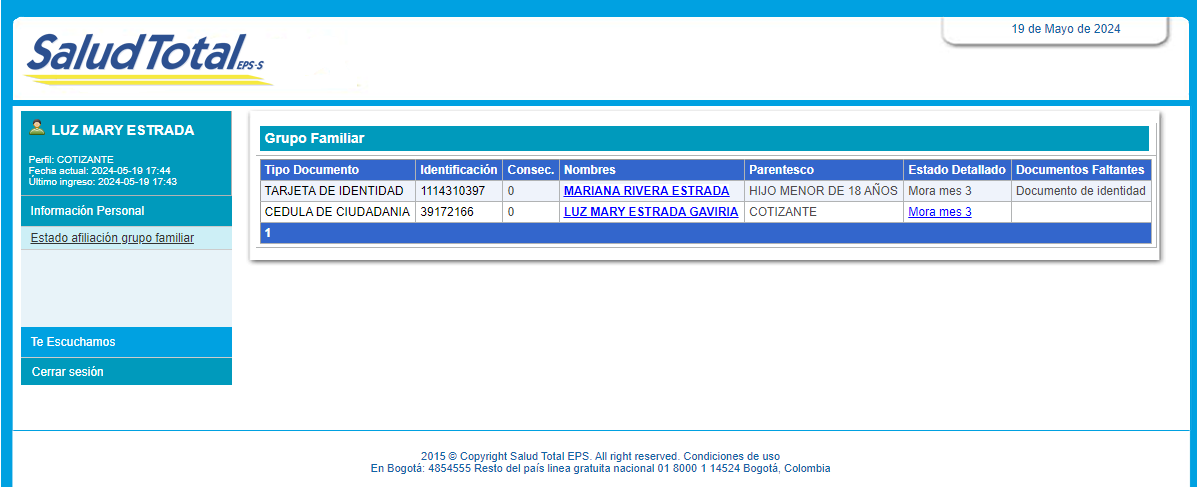 19 de Mayo de 2024
SaludTotal EPS-S
LUZ MARY ESTRADA
Perfil: COTIZANTE
Fecha actual: 2024-05-19 17:44
Último ingreso: 2024-05-19 17:43
Información Personal
Estado afiliación grupo familiar
Te Escuchamos
Cerrar sesión
Grupo Familiar
Tipo Documento Identificación Consec. Nombres Parentesco Estado Detallado Documentos Faltantes
TARJETA DE IDENTIDAD 1114310397 0 MARIANA RIVERA ESTRADA HIJO MENOR DE 18 AÑOS Mora mes 3 Documento de identidad
CEDULA DE CIUDADANIA 39172166 0 LUZ MARY ESTRADA GAVIRIA COTIZANTE Mora mes 3
1
2015 © Copyright Salud Total EPS. All right reserved. Condiciones de uso
En Bogotá: 4854555 Resto del país linea gratuita nacional 01 8000 1 14524 Bogotá, Colombia